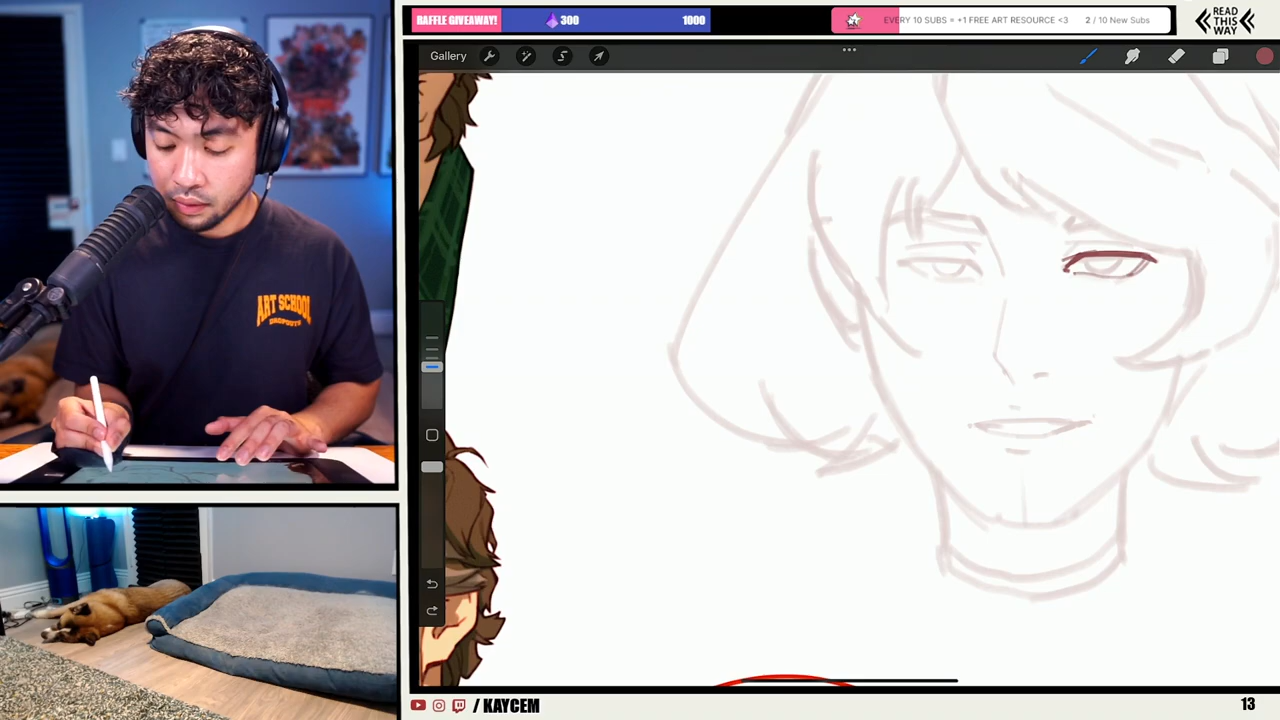 RAFFLE GIVEAWAY! 300 1000
EVERY 10 SUBS = +1 FREE ART RESOURCE <3 2 / 10 New Subs
READ
THIS
WAY
Gallery
ART SCHOOL
DROPOUTS
/ KAYCEM
13